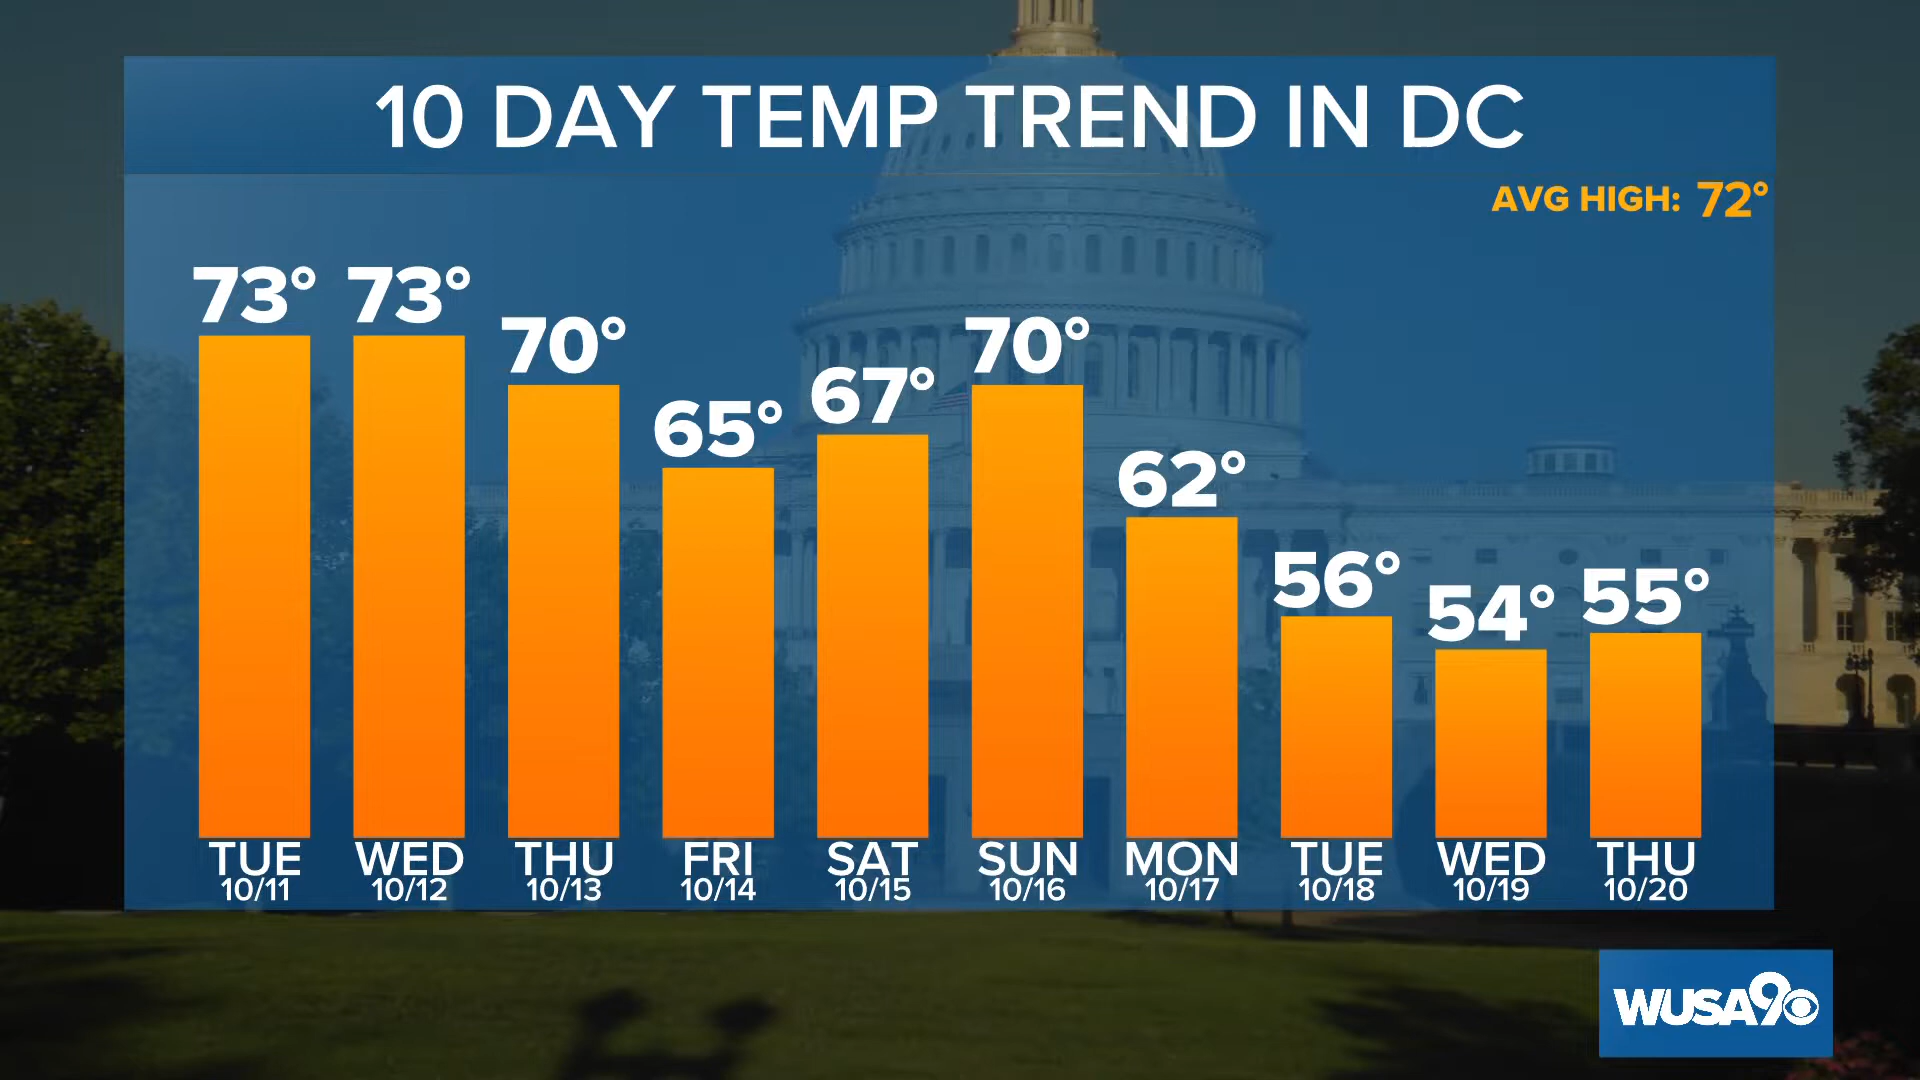 10 DAY TEMP TREND IN DC
AVG HIGH: 72°
73° 73° 70° 65° 67° 70° 62° 56° 54° 55°
TUE WED THU FRI SAT SUN MON TUE WED THU
10/11 10/12 10/13 10/14 10/15 10/16 10/17 10/18 10/19 10/20
WUSA9